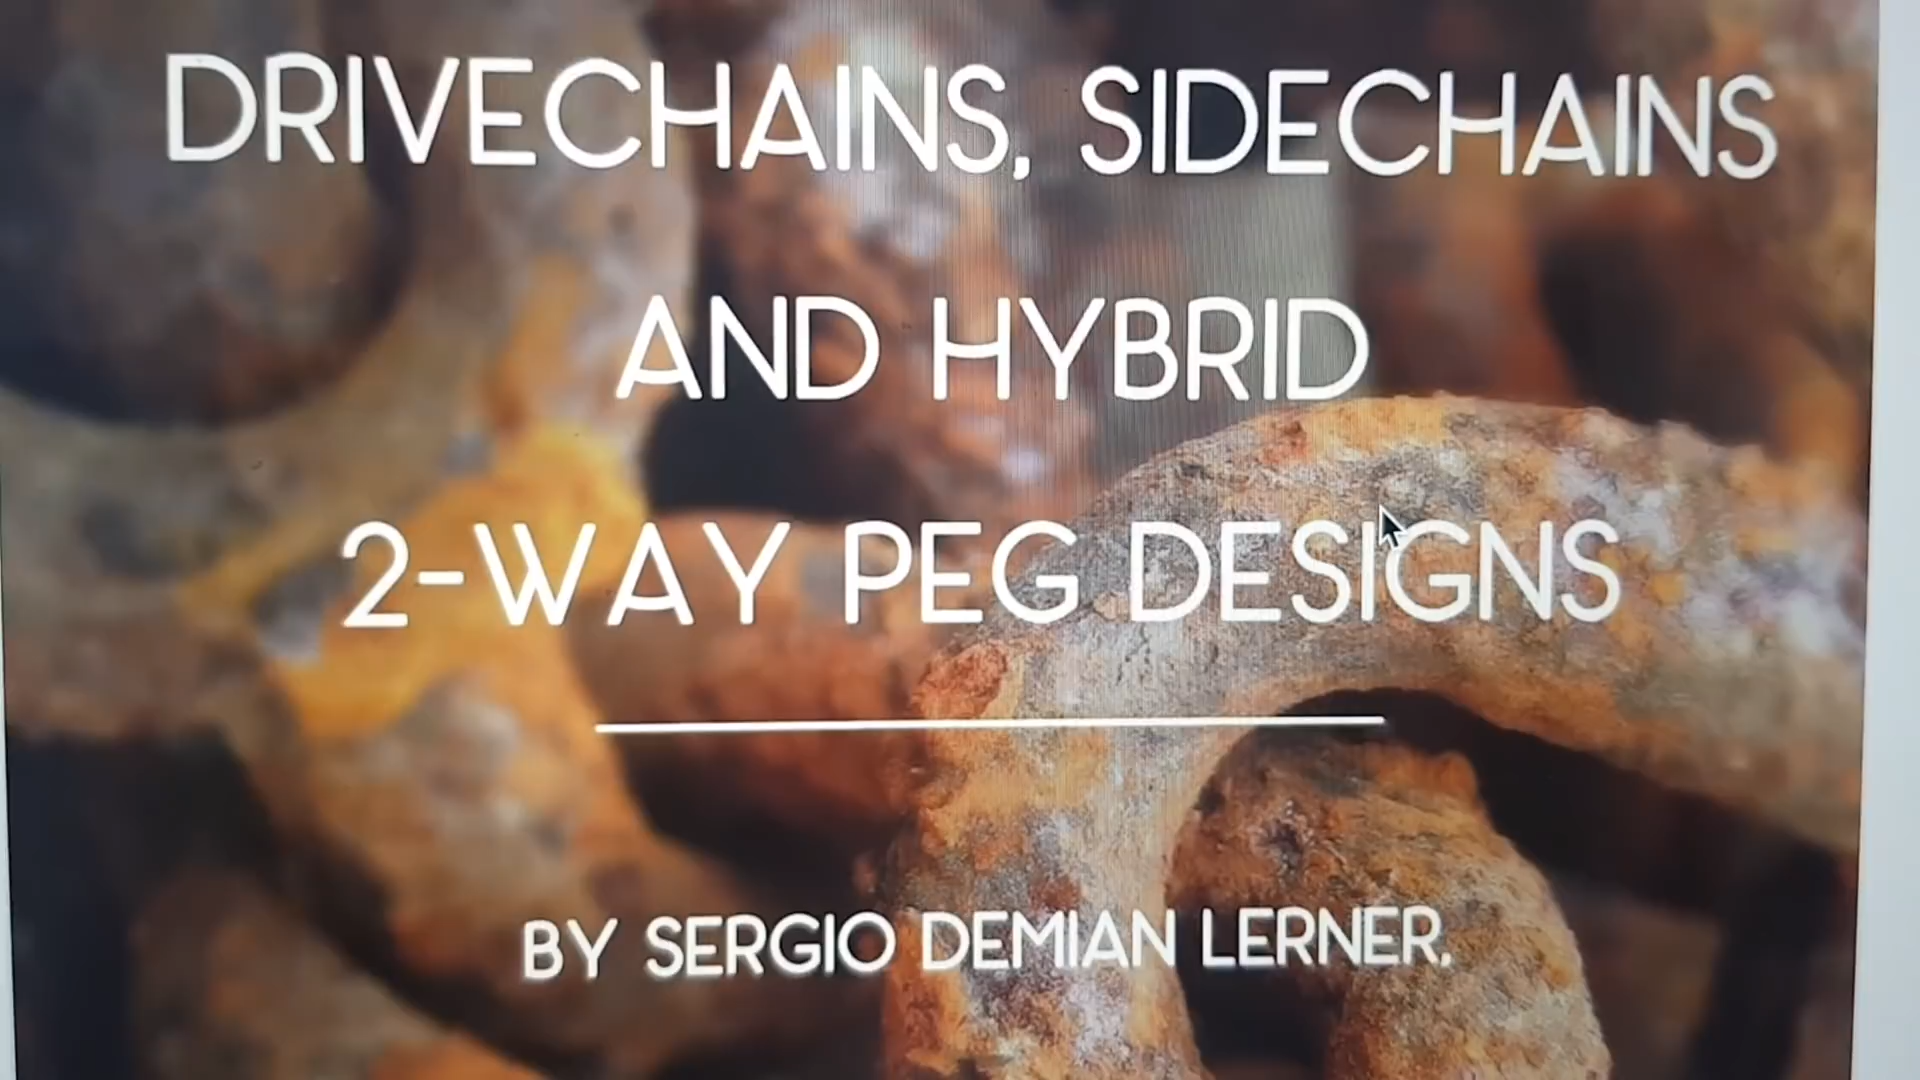 DRIVECHAINS, SIDECHAINS
AND HYBRID
2-WAY PEG DESIGNS
BY SERGIO DEMIAN LERNER,